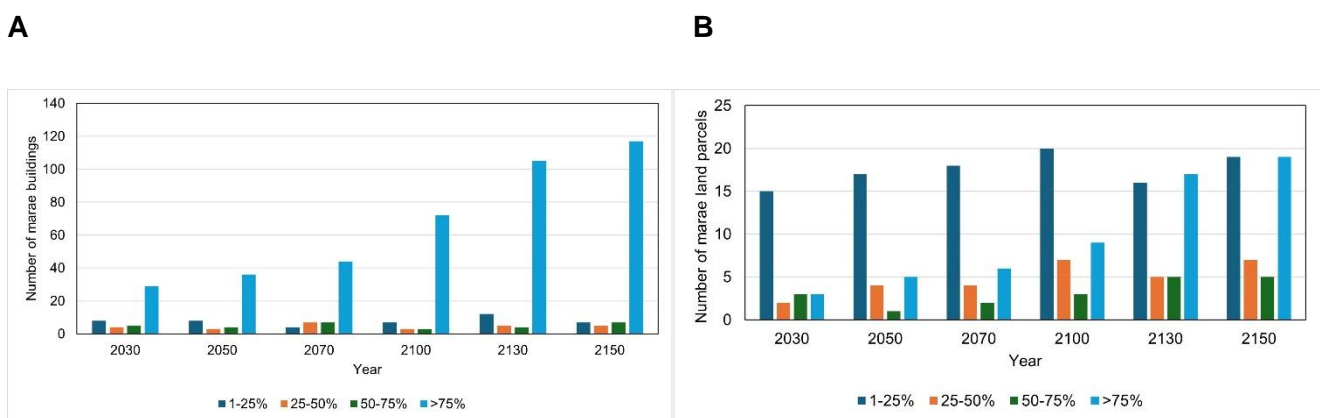 A
B
Number of marae buildings
140
120
100
80
60
40
20
0
2030 2050 2070 2100 2130 2150
Year
1-25% 25-50% 50-75% >75%
Number of marae land parcels
25
20
15
10
5
0
2030 2050 2070 2100 2130 2150
Year
1-25% 25-50% 50-75% >75%